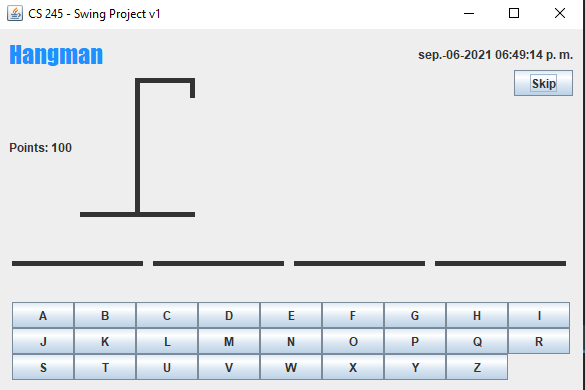 CS 245 - Swing Project v1
Hangman
sep.-06-2021 06:49:14 p. m.
Skip
Points: 100
A B C D E F G H I
J K L M N O P Q R
S T U V W X Y Z